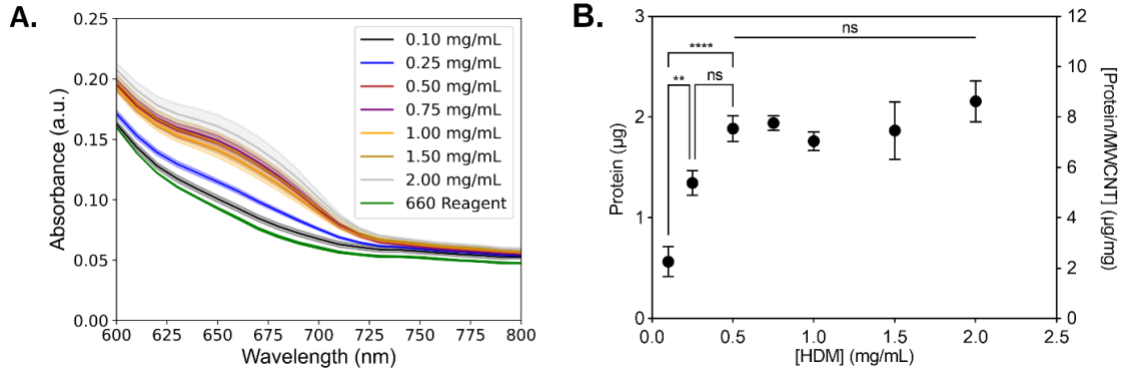 A.
0.25
0.20
0.15
0.10
0.05
0.00
Absorbance (a.u.)
600
625
650
675
700
725
750
775
800
Wavelength (nm)
0.10 mg/mL
0.25 mg/mL
0.50 mg/mL
0.75 mg/mL
1.00 mg/mL
1.50 mg/mL
2.00 mg/mL
660 Reagent
B.
3
2
1
0
Protein (µg)
0.0
0.5
1.0
1.5
2.0
2.5
[HDM] (mg/mL)
12
10
8
6
4
2
0
[Protein/MWCNT] (µg/mg)
ns
****
**
ns